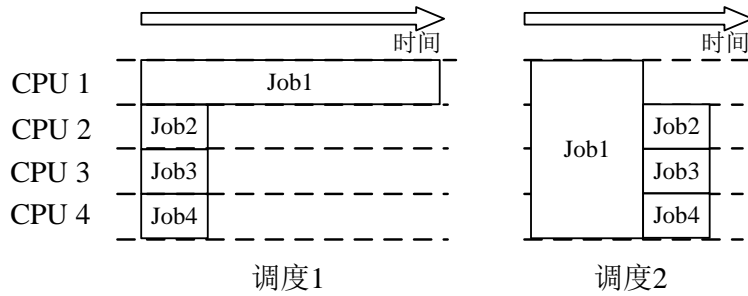 时间 时间
CPU 1 Job1
CPU 2 Job2 Job2
CPU 3 Job3 Job1 Job3
CPU 4 Job4 Job4
调度1 调度2